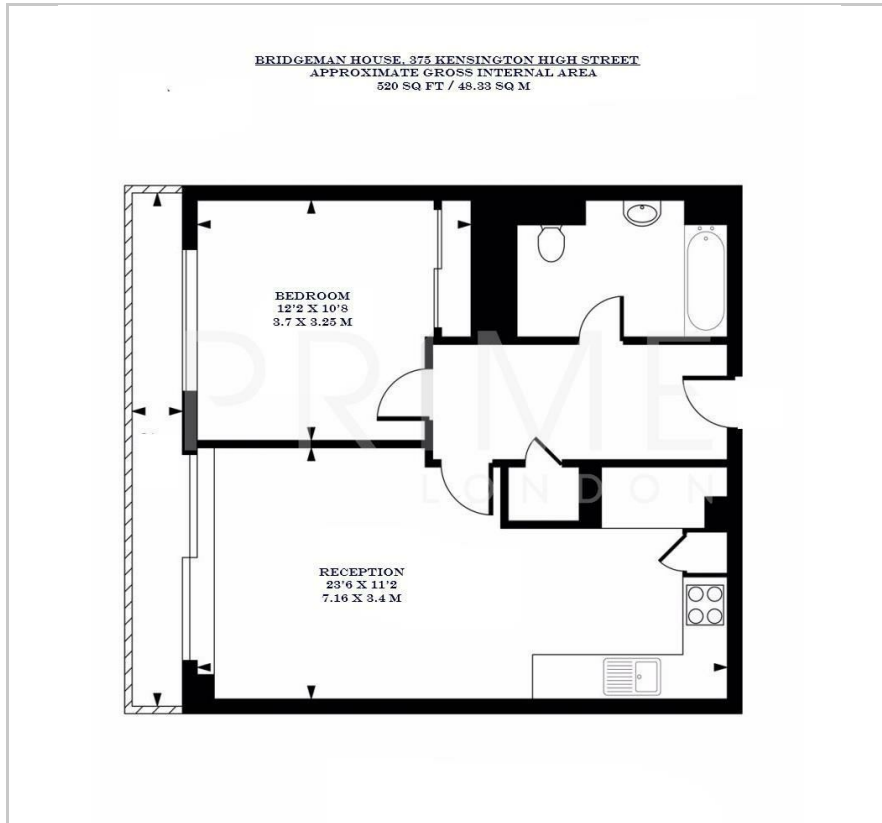 BRIDGEMAN HOUSE, 375 KENSINGTON HIGH STREET
APPROXIMATE GROSS INTERNAL AREA
520 SQ FT / 48.33 SQ M
BEDROOM
12'2 X 10'8
3.7 X 3.25 M
PRIME
LONDON
RECEPTION
23'6 X 11'2
7.16 X 3.4 M